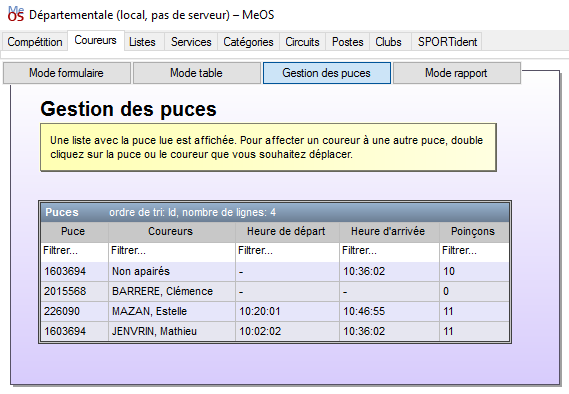 MeOS Départementale (local, pas de serveur) – MeOS
Compétition Coureurs Listes Services Catégories Circuits Postes Clubs SPORTident
Mode formulaire Mode table Gestion des puces Mode rapport
Gestion des puces
Une liste avec la puce lue est affichée. Pour affecter un coureur à une autre puce, double
cliquez sur la puce ou le coureur que vous souhaitez déplacer.
Puces ordre de tri: Id, nombre de lignes: 4
Puce Coureurs Heure de départ Heure d'arrivée Poinçons
Filtrer... Filtrer... Filtrer... Filtrer... Filtrer...
1603694 Non apairés - 10:36:02 10
2015568 BARRERE, Clémence - - 0
226090 MAZAN, Estelle 10:20:01 10:46:55 11
1603694 JENVRIN, Mathieu 10:02:02 10:36:02 11